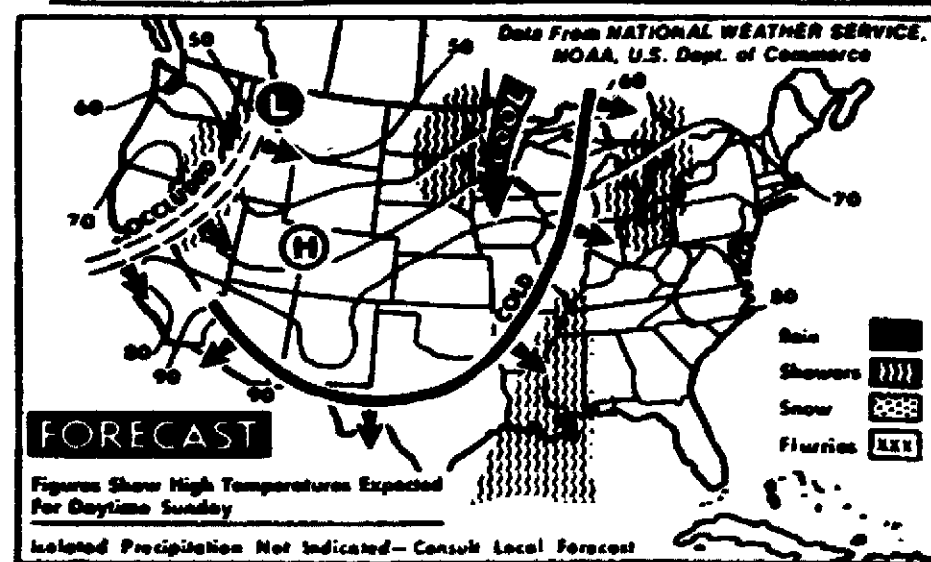 Data From NATIONAL WEATHER SERVICE,
NOAA, U.S. Dept. of Commerce
50
50
60
60
L
COOL
OCCLUDED
70
70
H
COLD
80
80
90
90
Rain
Showers
Snow
Flurries
FORECAST
Figures Show High Temperatures Expected
For Daytime Sunday
Isolated Precipitation Not Indicated— Consult Local Forecast